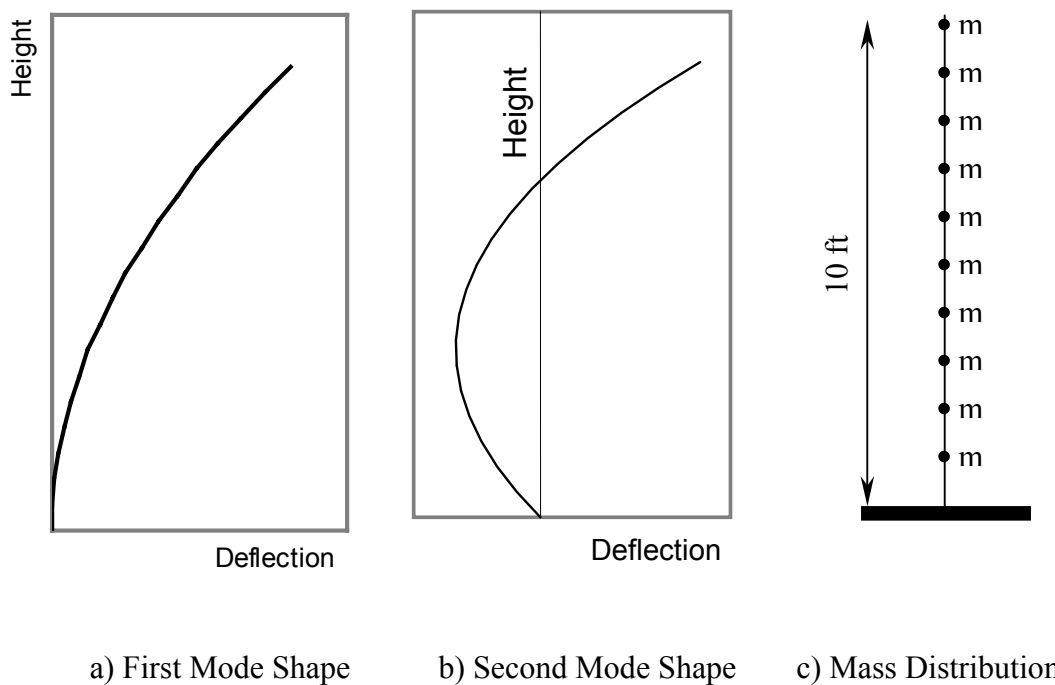 Height
Deflection
a) First Mode Shape
Height
Deflection
b) Second Mode Shape
10 ft
m
m
m
m
m
m
m
m
m
m
c) Mass Distribution